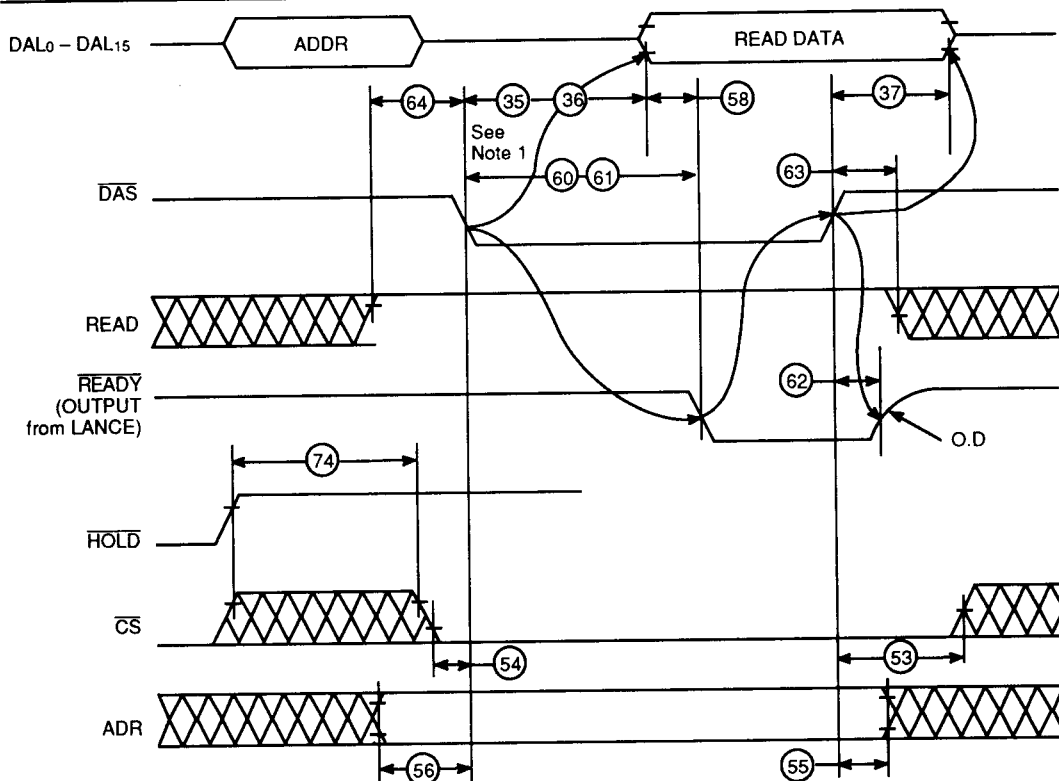 DAL₀ – DAL₁₅
ADDR
READ DATA
64
35
36
58
37
See
Note 1
60
61
63
DAS
READ
READY
(OUTPUT
from LANCE)
62
O.D
74
HOLD
CS
54
53
ADR
56
55